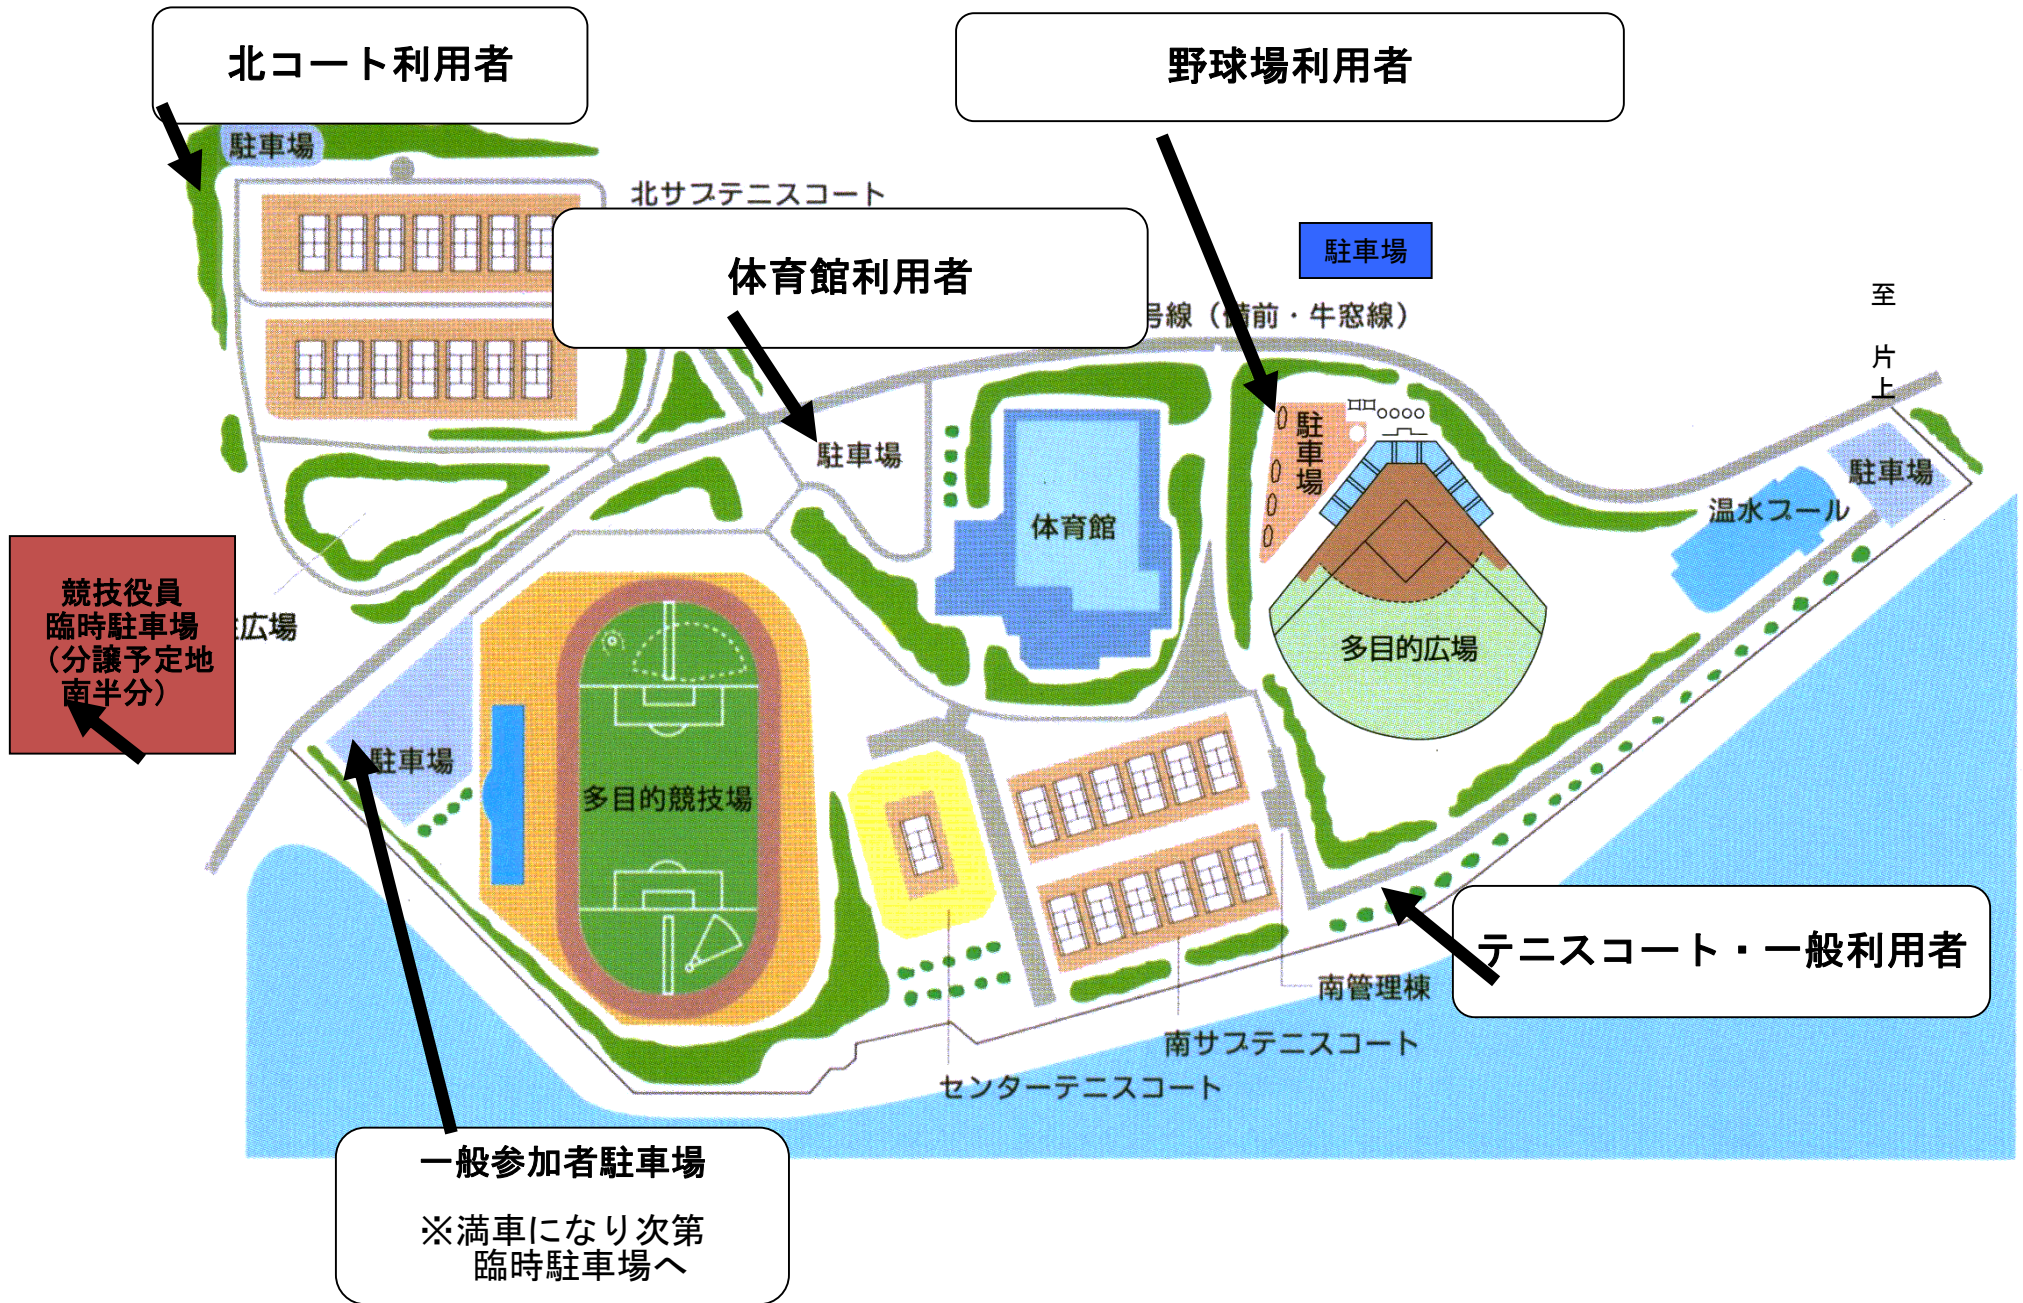 北コート利用者
野球場利用者
駐車場
北サブテニスコート
体育館利用者
駐車場
号線（備前・牛窓線）
至 片上
駐車場
駐車場
駐車場
温水プール
体育館
競技役員
臨時駐車場
（分譲予定地
南半分）
広場
多目的広場
駐車場
多目的競技場
テニスコート・一般利用者
南管理棟
南サブテニスコート
センターテニスコート
一般参加者駐車場
※満車になり次第
臨時駐車場へ